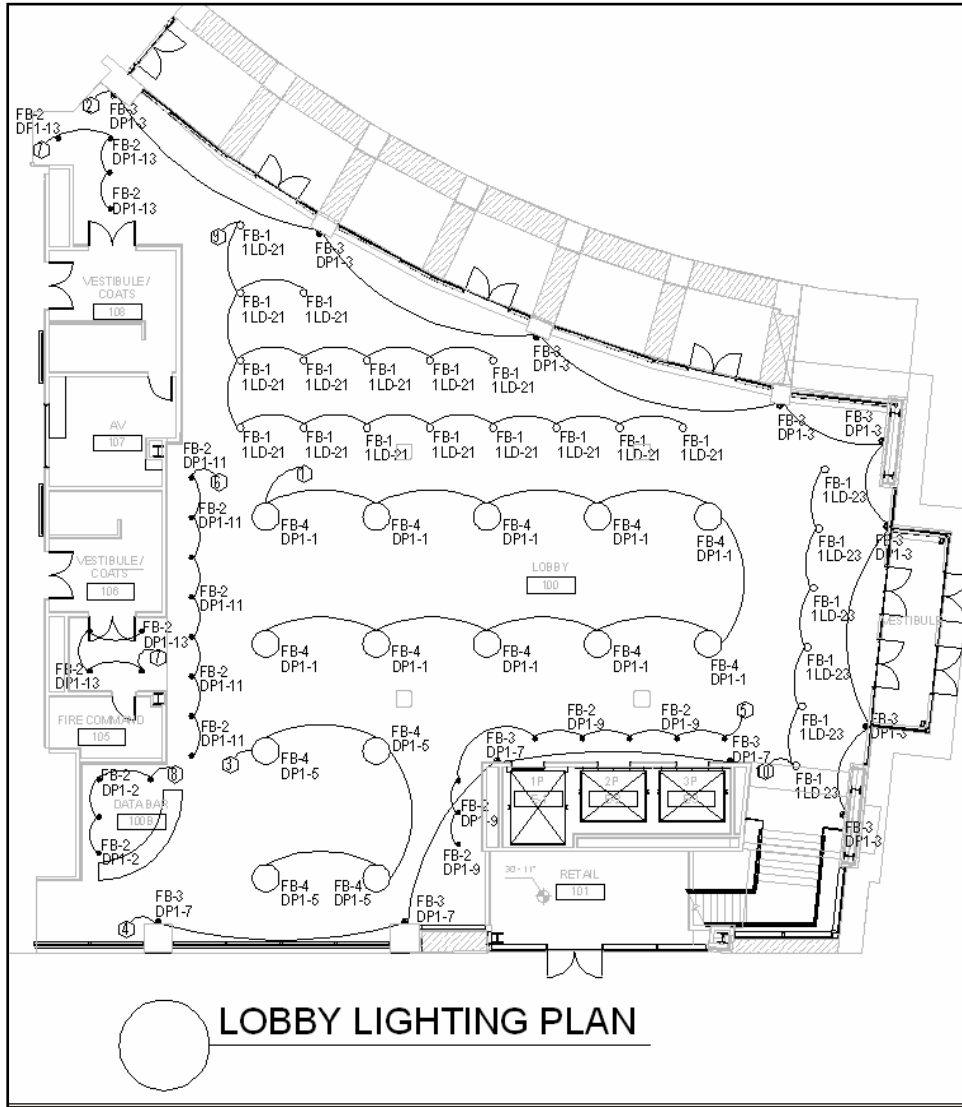 2
FB-3
DP1-3
FB-2
DF1-13
7
FB-2
DP1-13
FB-2
DP1-13
9
FB-1
1LD-21
FB-3
DP1-3
VESTIBULE /
COATS
108
FB-1
1LD-21
FB-1
1LD-21
FB-3
DP1-3
FB-1
1LD-21
FB-1
1LD-21
FB-1
1LD-21
FB-1
1LD-21
FB-1
1LD-21
AV
107
FB-3
DP1-3
FB-3
DP1-3
FB-1
1LD-21
FB-1
1LD-21
FB-1
1LD-21
FB-1
1LD-21
FB-1
1LD-21
FB-1
1LD-21
FB-1
1LD-21
FB-1
1LD-21
FB-2
DP1-11
6
1
FB-1
1LD-23
FB-2
DP1-11
FB-4
DP1-1
FB-4
DP1-1
FB-4
DP1-1
FB-4
DP1-1
FB-4
DP1-1
FB-1
1LD-23
FB-3
DP1-3
VESTIBULE /
COATS
106
LOBBY
100
FB-2
DP1-11
FB-1
1LD-23
VESTIBULE
FB-2
DP1-13
7
FB-2
DP1-13
FB-2
DP1-11
FB-4
DP1-1
FB-4
DP1-1
FB-4
DP1-1
FB-4
DP1-1
FB-4
DP1-1
FB-1
1LD-23
FIRE COMMAND
105
FB-2
DP1-11
5
FB-1
1LD-23
FB-3
DP1-3
FB-2
DP1-9
FB-2
DP1-9
FB-3
DP1-7
FB-3
DP1-7
3
FB-4
DP1-5
FB-4
DP1-5
FB-1
1LD-23
8
FB-2
DP1-2
DATA BAR
100B
1P
2P
3P
FB-2
DP1-9
FB-2
DP1-2
FB-2
DP1-9
FB-3
DP1-3
30'-11"
RETAIL
101
FB-4
DP1-5
FB-4
DP1-5
FB-3
DP1-7
FB-3
DP1-7
4
LOBBY LIGHTING PLAN